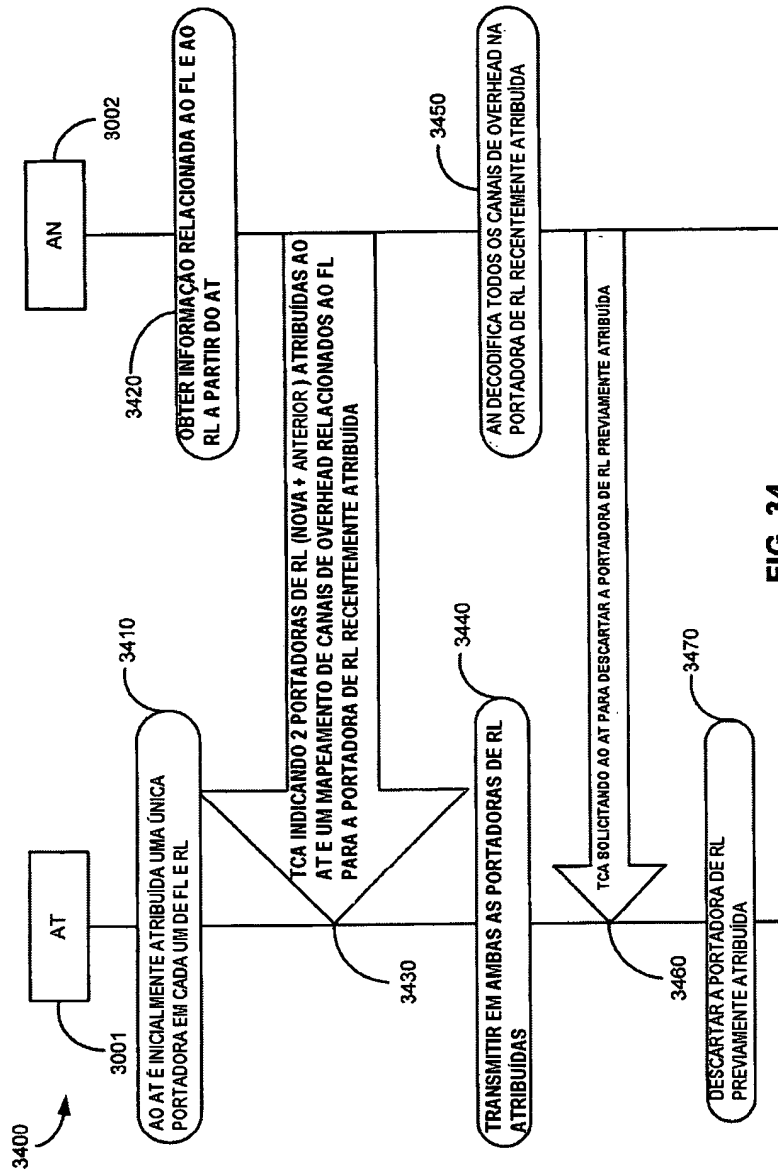 3400
3001
AT
AN
3002
3410
AO AT É INICIALMENTE ATRIBUÍDA UMA ÚNICA
PORTADORA EM CADA UM DE FL E RL
3420
OBTER INFORMAÇÃO RELACIONADA AO FL E AO
RL A PARTIR DO AT
TCA INDICANDO 2 PORTADORAS DE RL (NOVA + ANTERIOR ) ATRIBUÍDAS AO
AT E UM MAPEAMENTO DE CANAIS DE OVERHEAD RELACIONADOS AO FL
PARA A PORTADORA DE RL RECENTEMENTE ATRIBUÍDA
3430
3440
TRANSMITIR EM AMBAS AS PORTADORAS DE RL
ATRIBUÍDAS
3450
AN DECODIFICA TODOS OS CANAIS DE OVERHEAD NA
PORTADORA DE RL RECENTEMENTE ATRIBUÍDA
TCA SOLICITANDO AO AT PARA DESCARTAR A PORTADORA DE RL PREVIAMENTE ATRIBUÍDA
3460
3470
DESCARTAR A PORTADORA DE RL
PREVIAMENTE ATRIBUÍDA
FIG. 34